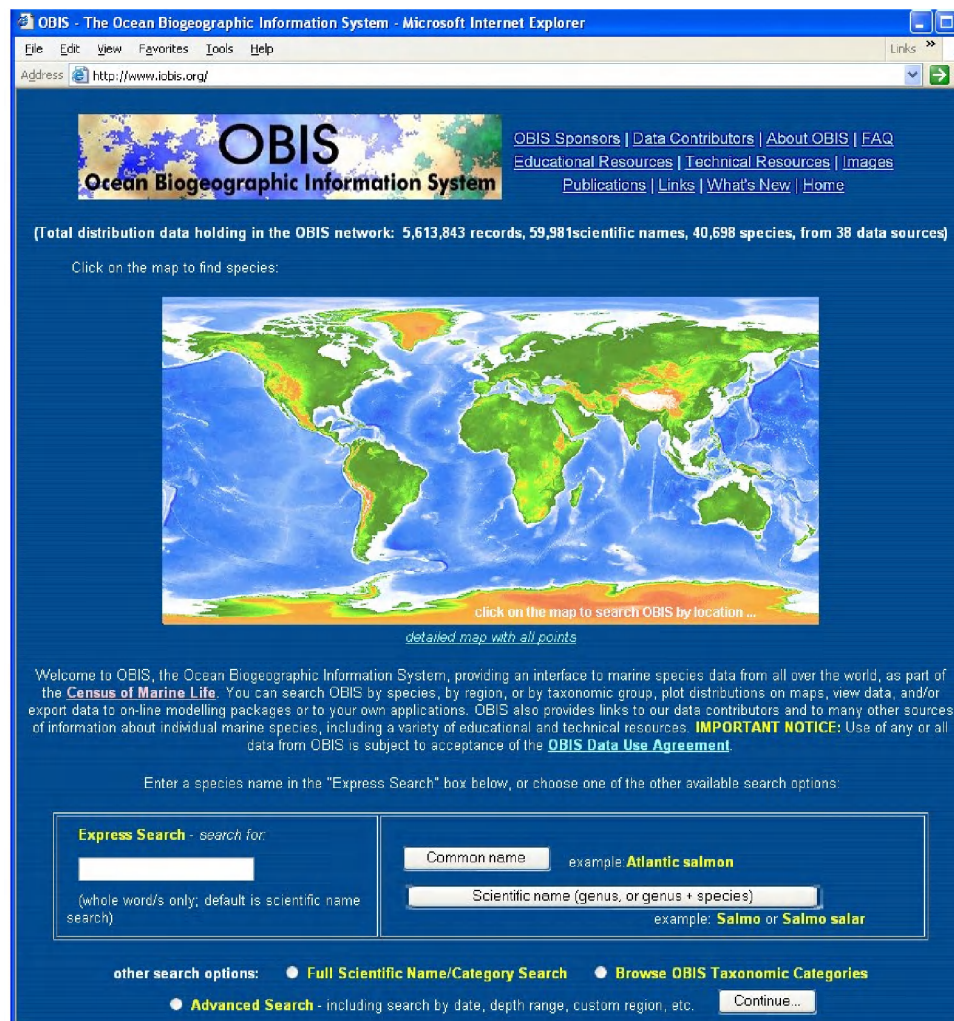 OBIS - The Ocean Biogeographic Information System - Microsoft Internet Explorer
File Edit View Favorites Tools Help Links »
Address http://www.iobis.org/
OBIS
Ocean Biogeographic Information System
OBIS Sponsors | Data Contributors | About OBIS | FAQ
Educational Resources | Technical Resources | Images
Publications | Links | What's New | Home
(Total distribution data holding in the OBIS network: 5,613,843 records, 59,981scientific names, 40,698 species, from 38 data sources)
Click on the map to find species:
click on the map to search OBIS by location ...
detailed map with all points
Welcome to OBIS, the Ocean Biogeographic Information System, providing an interface to marine species data from all over the world, as part of
the Census of Marine Life. You can search OBIS by species, by region, or by taxonomic group, plot distributions on maps, view data, and/or
export data to on-line modelling packages or to your own applications. OBIS also provides links to our data contributors and to many other sources
of information about individual marine species, including a variety of educational and technical resources. IMPORTANT NOTICE: Use of any or all
data from OBIS is subject to acceptance of the OBIS Data Use Agreement.
Enter a species name in the "Express Search" box below, or choose one of the other available search options:
Express Search - search for:
(whole word/s only; default is scientific name
search)
Common name example:Atlantic salmon
Scientific name (genus, or genus + species)
example: Salmo or Salmo salar
other search options: Full Scientific Name/Category Search Browse OBIS Taxonomic Categories
Advanced Search - including search by date, depth range, custom region, etc. Continue...